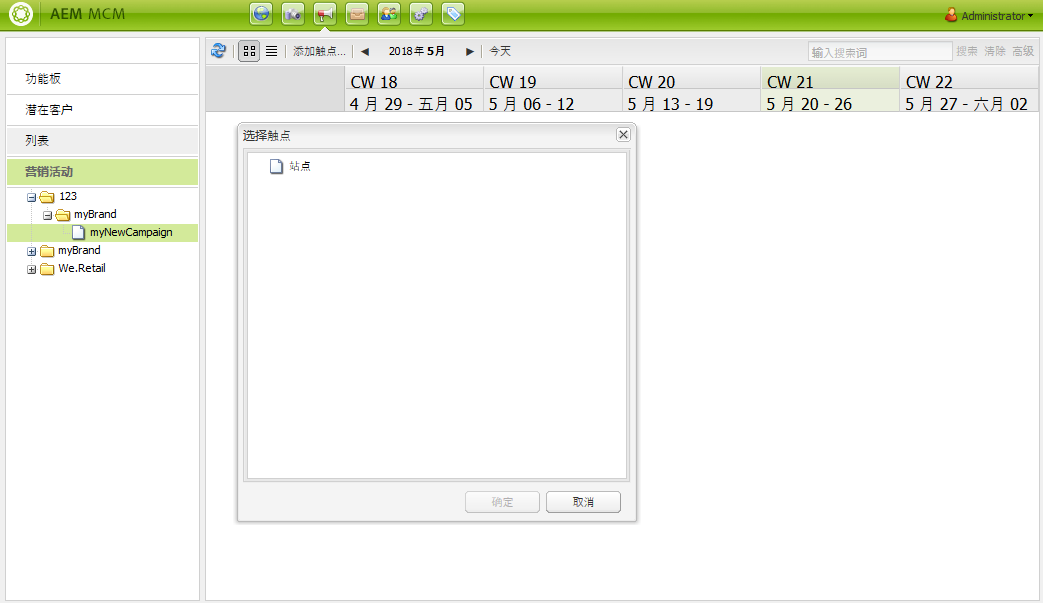 AEM MCM
Administrator
功能板
潜在客户
列表
营销活动
123
myBrand
myNewCampaign
myBrand
We.Retail
添加触点... 2018年 5月 今天 输入搜索词 搜索 清除 高级
CW 18 CW 19 CW 20 CW 21 CW 22
4 月 29 - 五月 05 5 月 06 - 12 5 月 13 - 19 5 月 20 - 26 5 月 27 - 六月 02
选择触点
站点
确定 取消